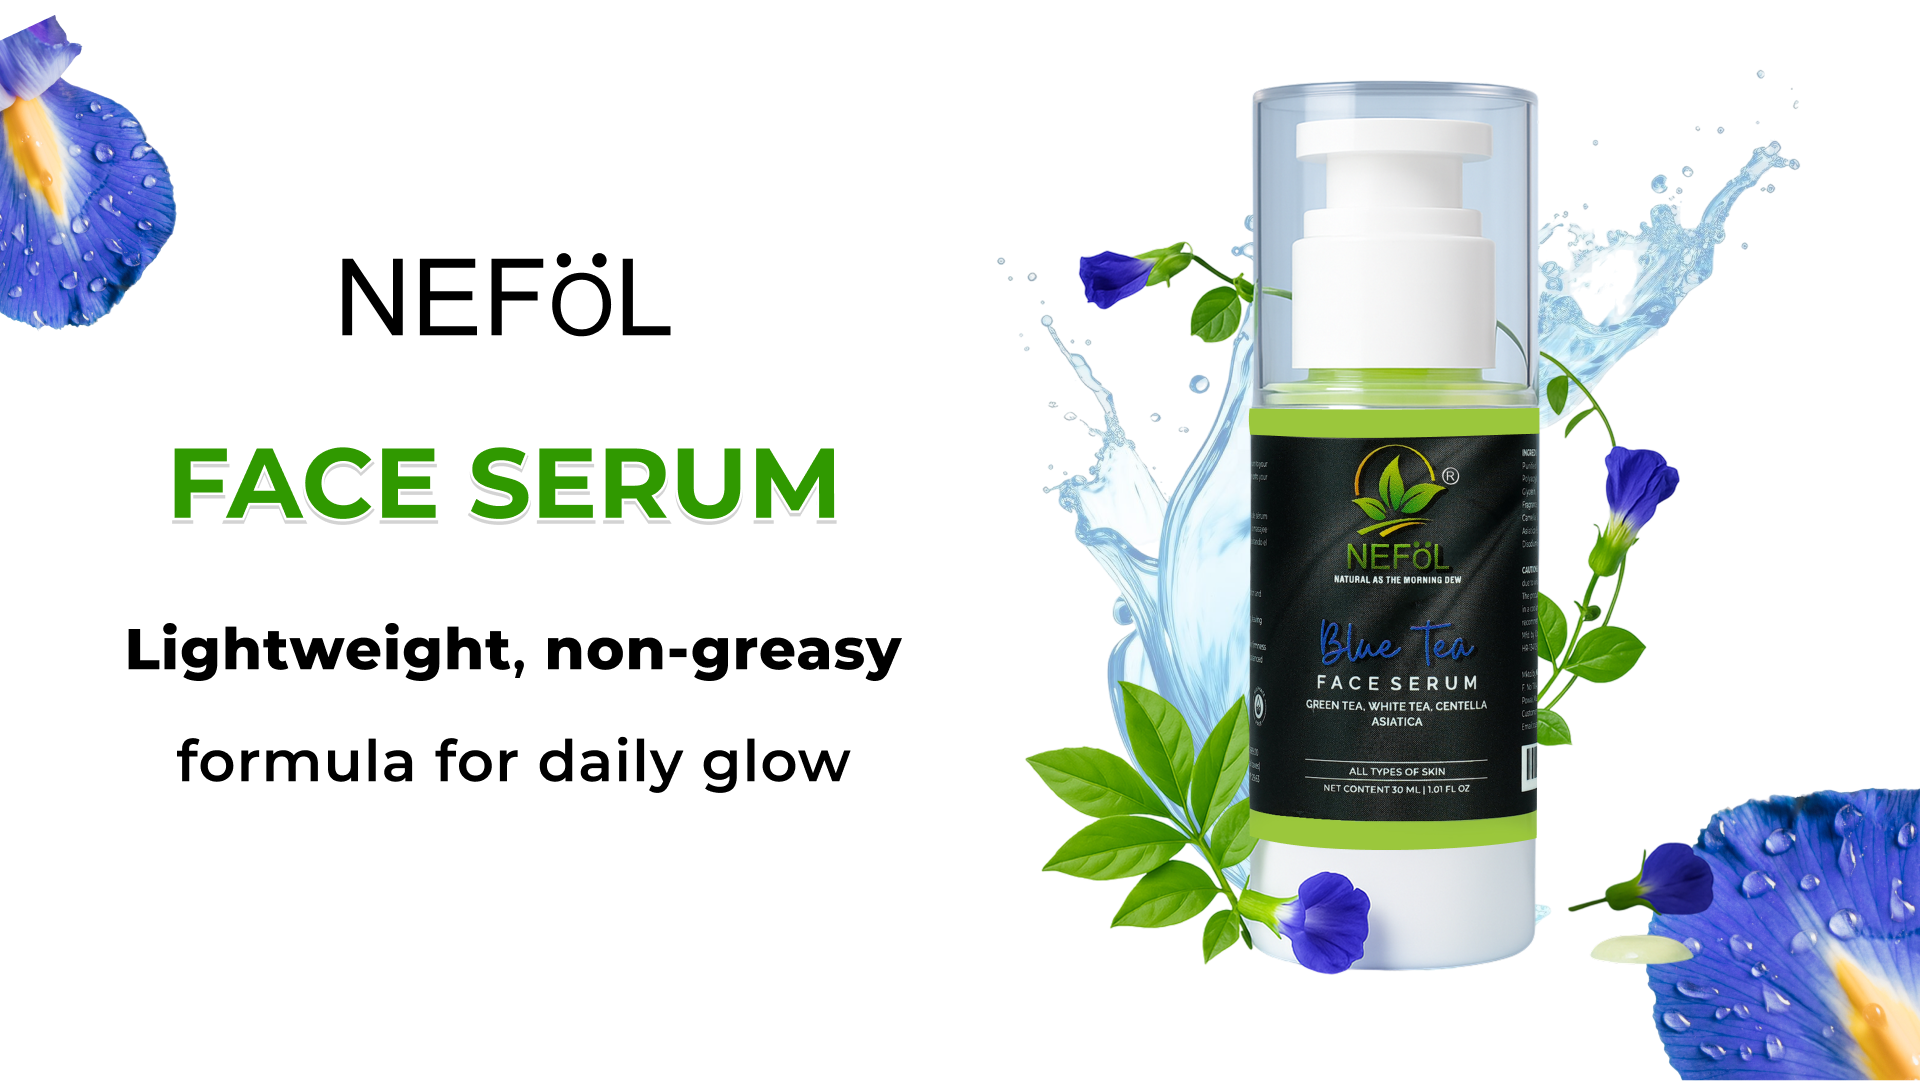 NEFöL
FACE SERUM
Lightweight, non-greasy
formula for daily glow
®
NEFöL
NATURAL AS THE MORNING DEW
Blue Tea
FACE SERUM
GREEN TEA, WHITE TEA, CENTELLA
ASIATICA
ALL TYPES OF SKIN
NET CONTENT 30 ML | 1.01 FL OZ